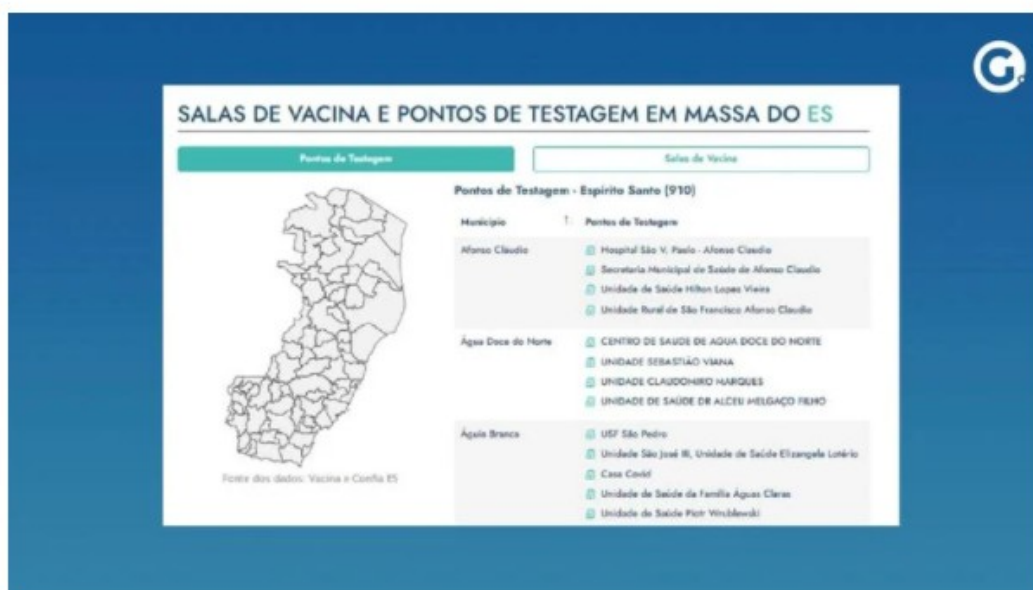 G.
SALAS DE VACINA E PONTOS DE TESTAGEM EM MASSA DO ES
Pontos de Testagem
Salas de Vacina
Pontos de Testagem - Espírito Santo (910)
Município
Pontos de Testagem
Afonso Cláudio
Hospital São V. Paulo - Afonso Claudio
Secretaria Municipal de Saúde de Afonso Claudio
Unidade de Saúde Hilton Lopes Vieira
Unidade Rural de São Francisco Afonso Claudio
Água Doce do Norte
CENTRO DE SAUDE DE AGUA DOCE DO NORTE
UNIDADE SEBASTIÃO VIANA
UNIDADE CLAUDOMIRO MARQUES
UNIDADE DE SAÚDE DR ALCEU MELGAÇO FILHO
Águia Branca
USF São Pedro
Unidade São José III, Unidade de Saúde Elizangela Lotério
Casa Covid
Unidade de Saúde da Família Águas Claras
Unidade de Saúde Piotr Wrublewski
Fonte dos dados: Vacina e Confia ES